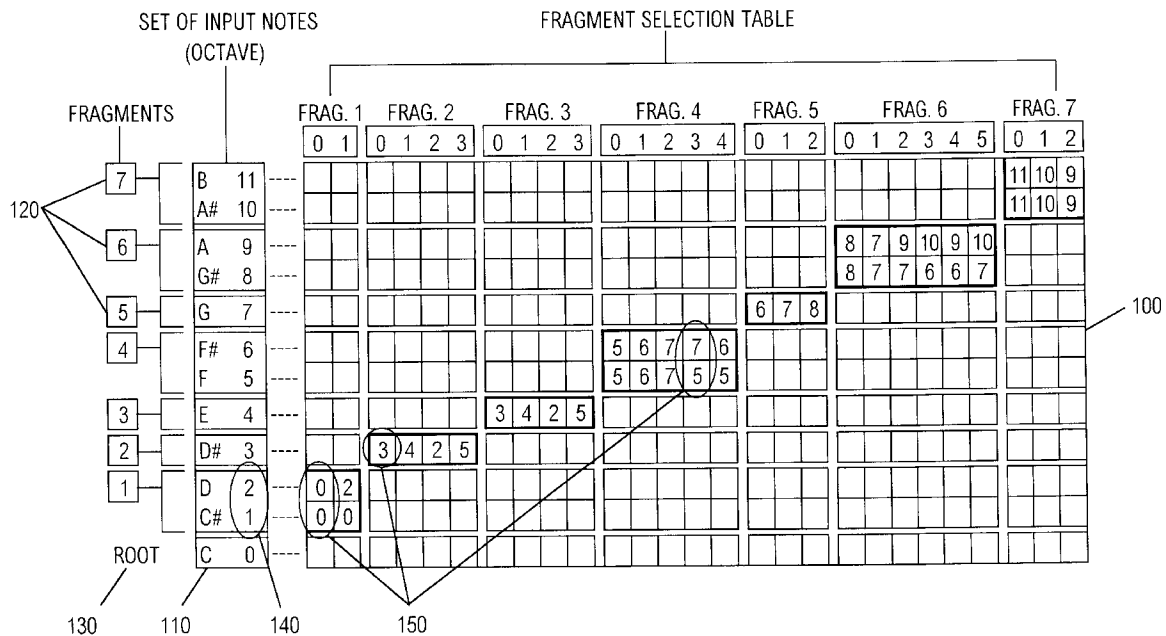 SET OF INPUT NOTES
(OCTAVE)
FRAGMENT SELECTION TABLE
FRAGMENTS
FRAG. 1 FRAG. 2 FRAG. 3 FRAG. 4 FRAG. 5 FRAG. 6 FRAG. 7
0 1 0 1 2 3 0 1 2 3 0 1 2 3 4 0 1 2 0 1 2 3 4 5 0 1 2
7 B 11 11 10 9
A# 10 11 10 9
120
6 A 9 8 7 9 10 9 10
G# 8 8 7 7 6 6 7
5 G 7 6 7 8
100
4 F# 6 5 6 7 7 6
F 5 5 6 7 5 5
3 E 4 3 4 2 5
2 D# 3 3 4 2 5
1 D 2 0 2
C# 1 0 0
ROOT C 0
130 110 140 150